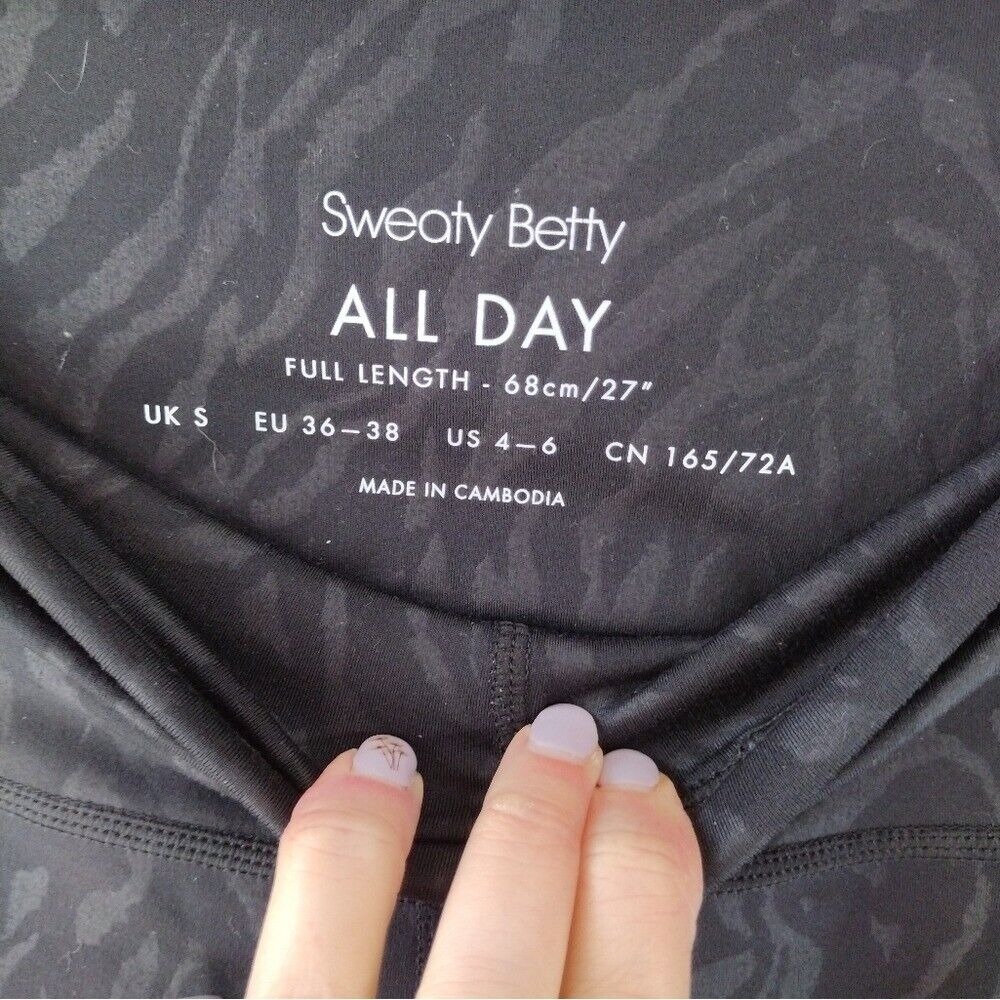 Sweaty Betty
ALL DAY
FULL LENGTH - 68cm/27"
UK S EU 36—38 US 4—6 CN 165/72A
MADE IN CAMBODIA